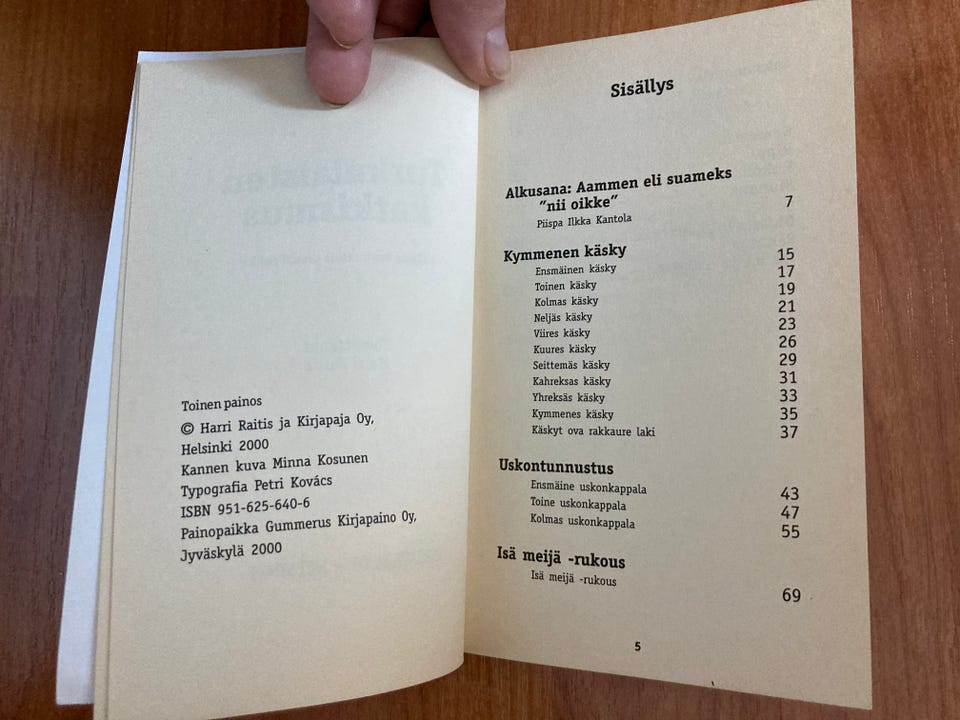 Toinen painos
© Harri Raitis ja Kirjapaja Oy,
Helsinki 2000
Kannen kuva Minna Kosunen
Typografia Petri Kovács
ISBN 951-625-640-6
Painopaikka Gummerus Kirjapaino Oy,
Jyväskylä 2000
Sisällys
Alkusana: Aammen eli suameks
”nii oikke” 7
Piispa Ilkka Kantola
Kymmenen käsky 15
Ensmäinen käsky 17
Toinen käsky 19
Kolmas käsky 21
Neljäs käsky 23
Viires käsky 26
Kuures käsky 29
Seittemäs käsky 31
Kahreksas käsky 33
Yhreksäs käsky 35
Kymmenes käsky 37
Käskyt ova rakkaure laki
Uskontunnustus
Ensmäine uskonkappala 43
Toine uskonkappala 47
Kolmas uskonkappala 55
Isä meijä -rukous
Isä meijä -rukous 69
5